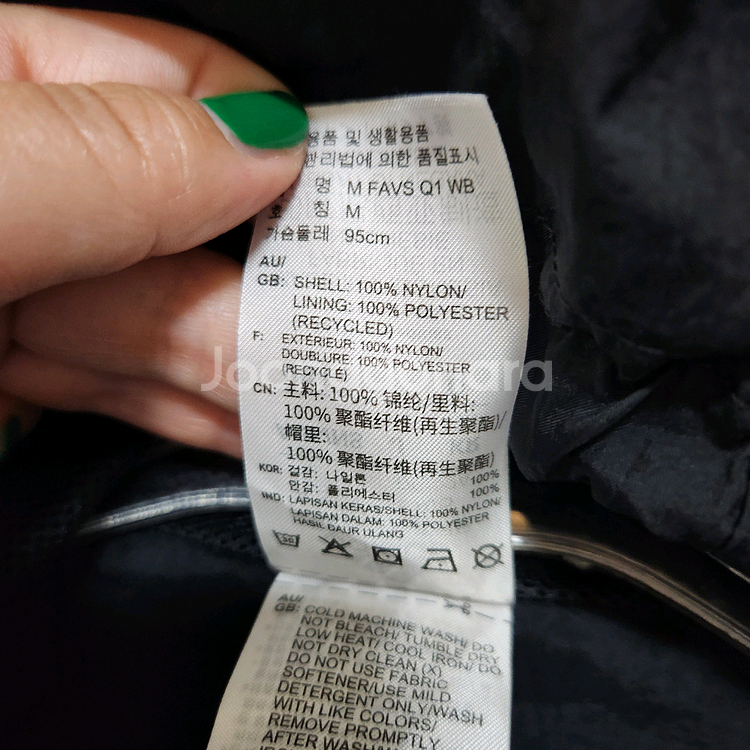 용품 및 생활용품
관리법에 의한 품질표시
명 M FAVS Q1 WB
호 칭 M
가슴둘레 95cm
AU/
GB: SHELL: 100% NYLON/
LINING: 100% POLYESTER
(RECYCLED)
F: EXTÉRIEUR: 100% NYLON/
DOUBLURE: 100% POLYESTER
(RECYCLÉ)
CN: 主料: 100% 锦纶/里料:
100% 聚酯纤维(再生聚酯)/
帽里:
100% 聚酯纤维(再生聚酯)
KOR: 겉감: 나일론 100%
안감: 폴리에스터 100%
IND: LAPISAN KERAS/SHELL: 100% NYLON/
LAPISAN DALAM: 100% POLYESTER
HASIL DAUR ULANG
30
AU/
GB: COLD MACHINE WASH/ DO
NOT BLEACH/ TUMBLE DRY
LOW HEAT/ COOL IRON/ DO
NOT DRY CLEAN (X)
DO NOT USE FABRIC
SOFTENER/USE MILD
DETERGENT ONLY/WASH
WITH LIKE COLORS/
REMOVE PROMPTLY
AFTER WASH/